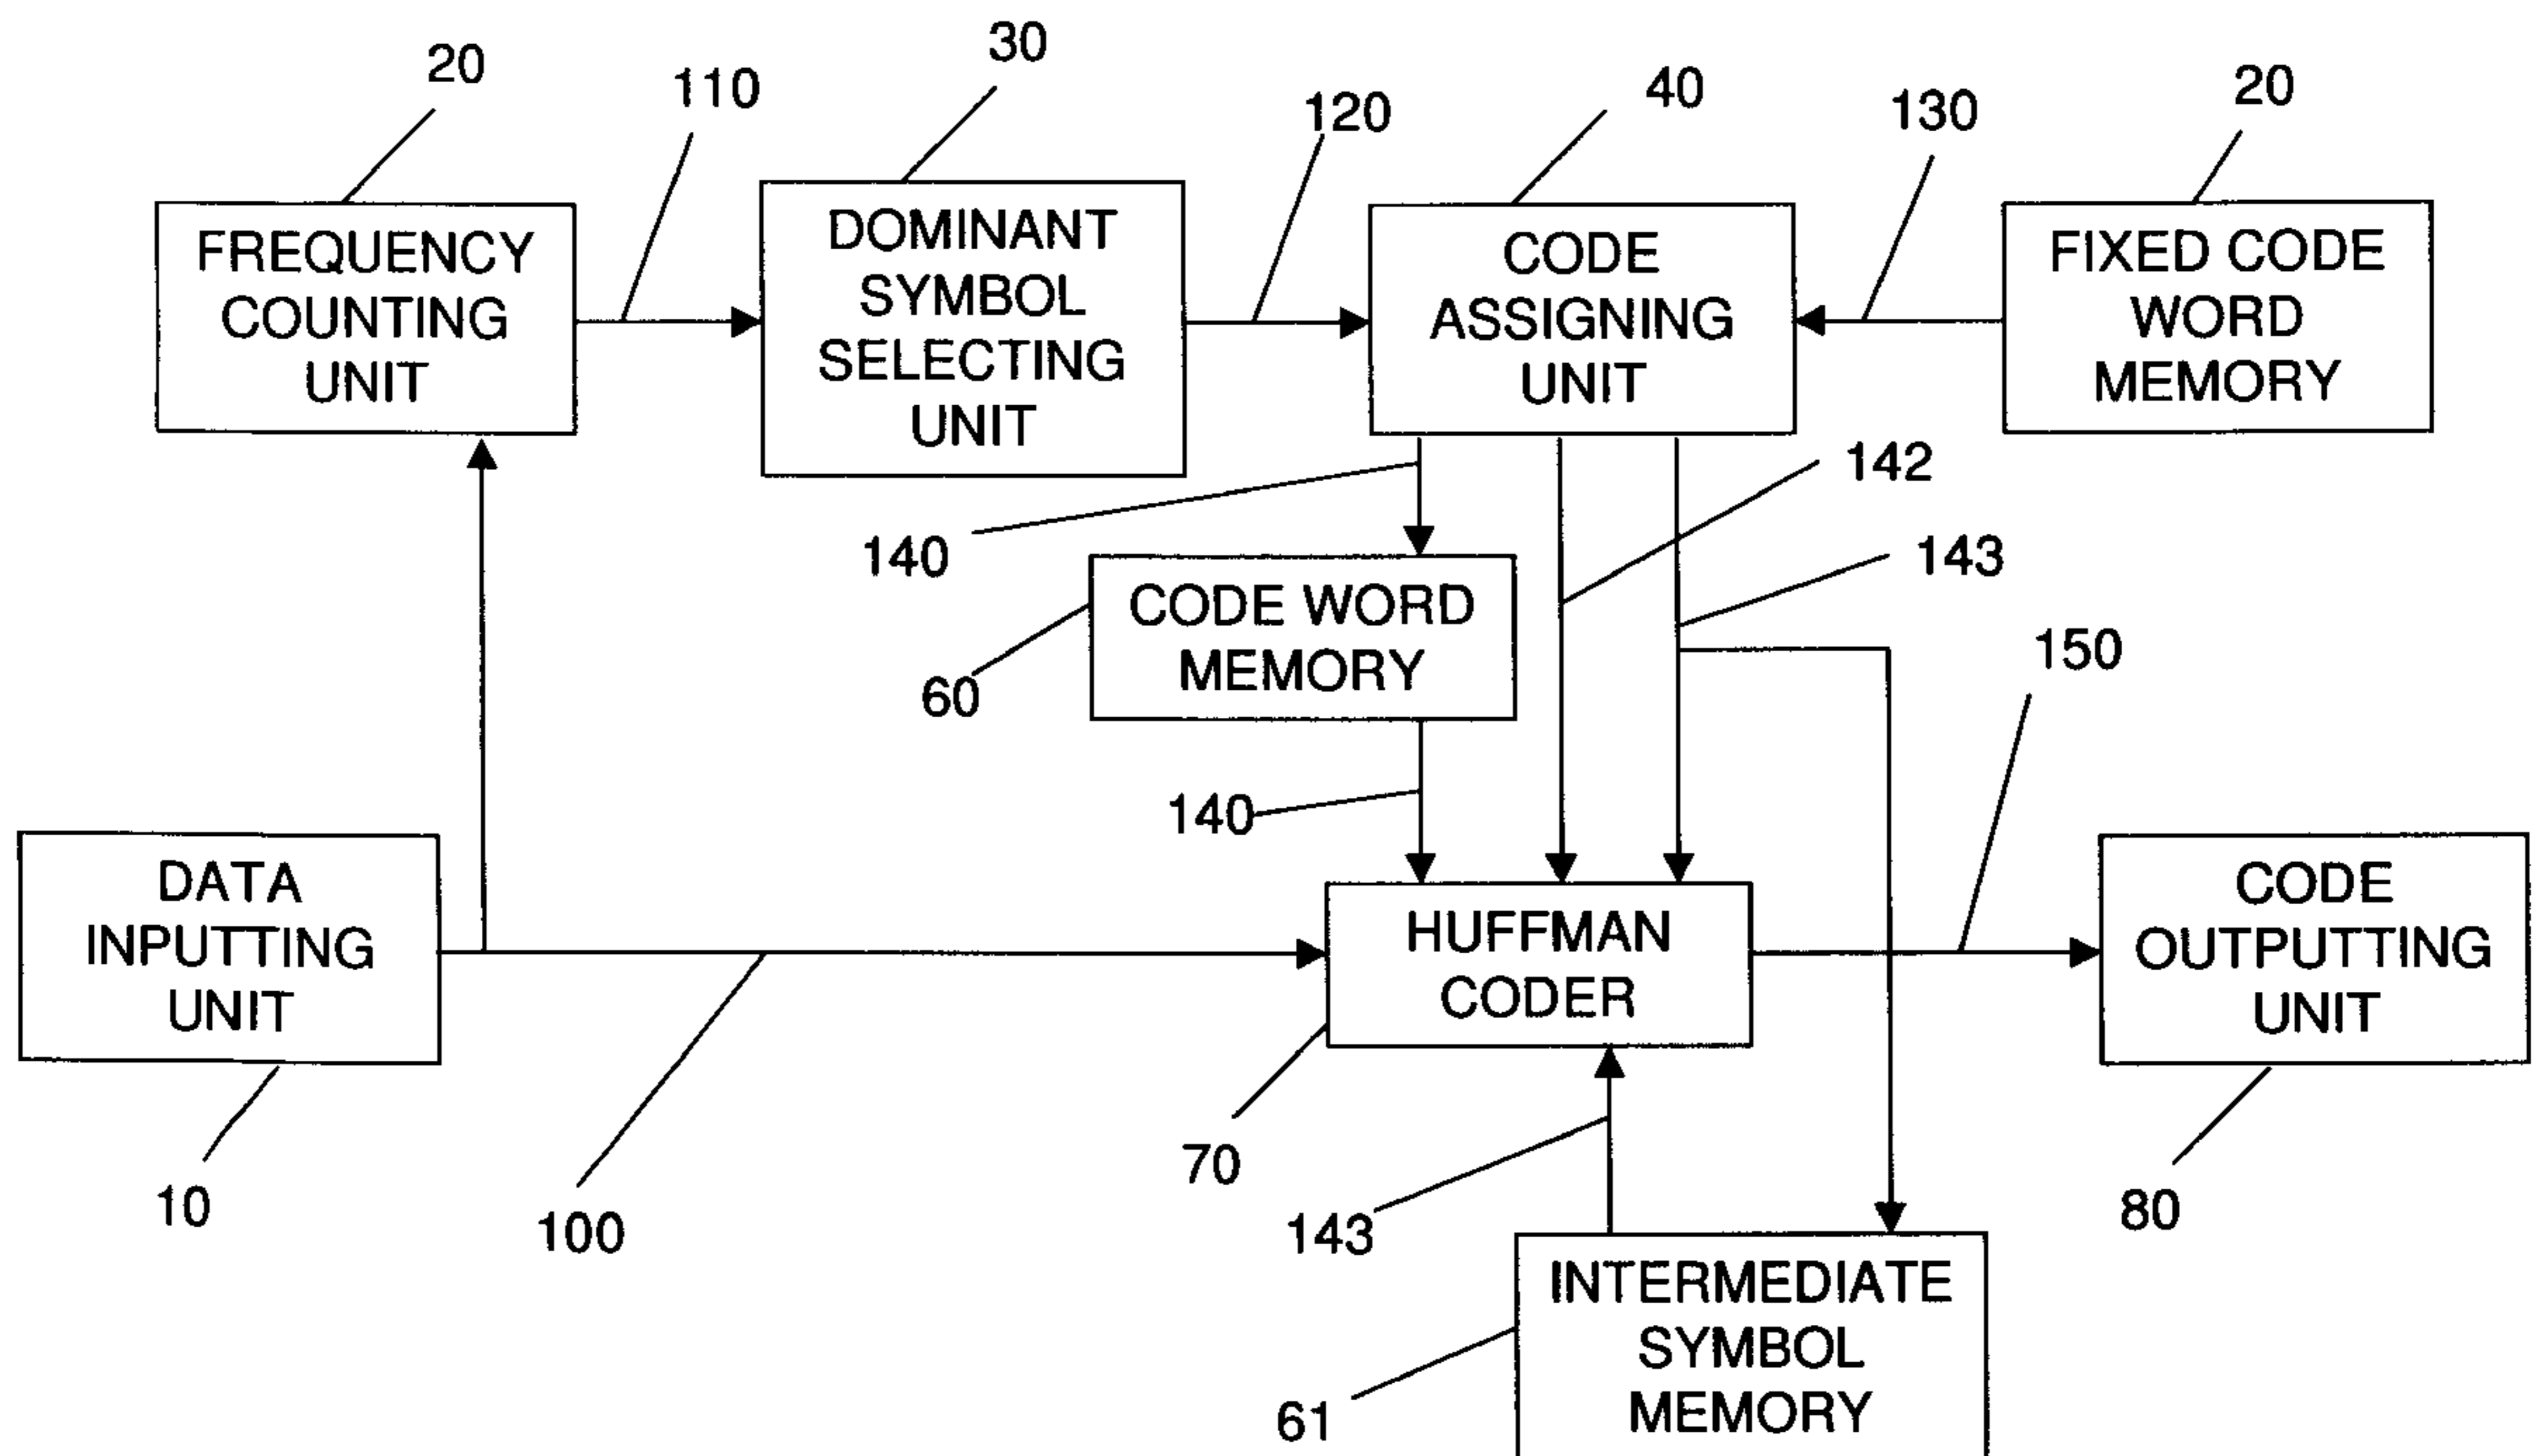 20
110
30
120
40
130
20
FREQUENCY
COUNTING
UNIT
DOMINANT
SYMBOL
SELECTING
UNIT
CODE
ASSIGNING
UNIT
FIXED CODE
WORD
MEMORY
140
142
143
CODE WORD
MEMORY
60
150
140
DATA
INPUTTING
UNIT
HUFFMAN
CODER
CODE
OUTPUTTING
UNIT
10
100
70
143
80
INTERMEDIATE
SYMBOL
MEMORY
61